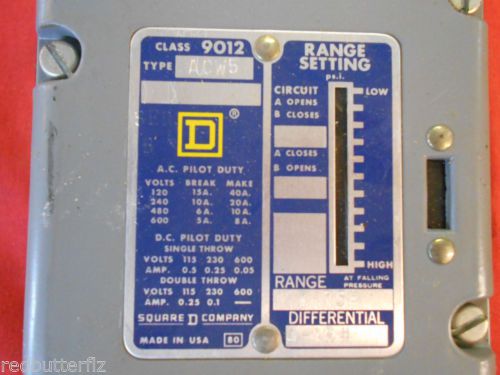 CLASS 9012
TYPE ACW5
D ®
A.C. PILOT DUTY
VOLTS BREAK MAKE
120 15A. 40A.
240 10A. 20A.
480 6A. 10A.
600 5A. 8A.
D.C. PILOT DUTY
SINGLE THROW
VOLTS 115 230 600
AMP. 0.5 0.25 0.05
DOUBLE THROW
VOLTS 115 230 600
AMP. 0.25 0.1 —
SQUARE D COMPANY
MADE IN USA 80
RANGE
SETTING
p.s.i.
CIRCUIT LOW
A OPENS
B CLOSES
A CLOSES
B OPENS
HIGH
RANGE AT FALLING
PRESSURE
DIFFERENTIAL
redoutterfiz